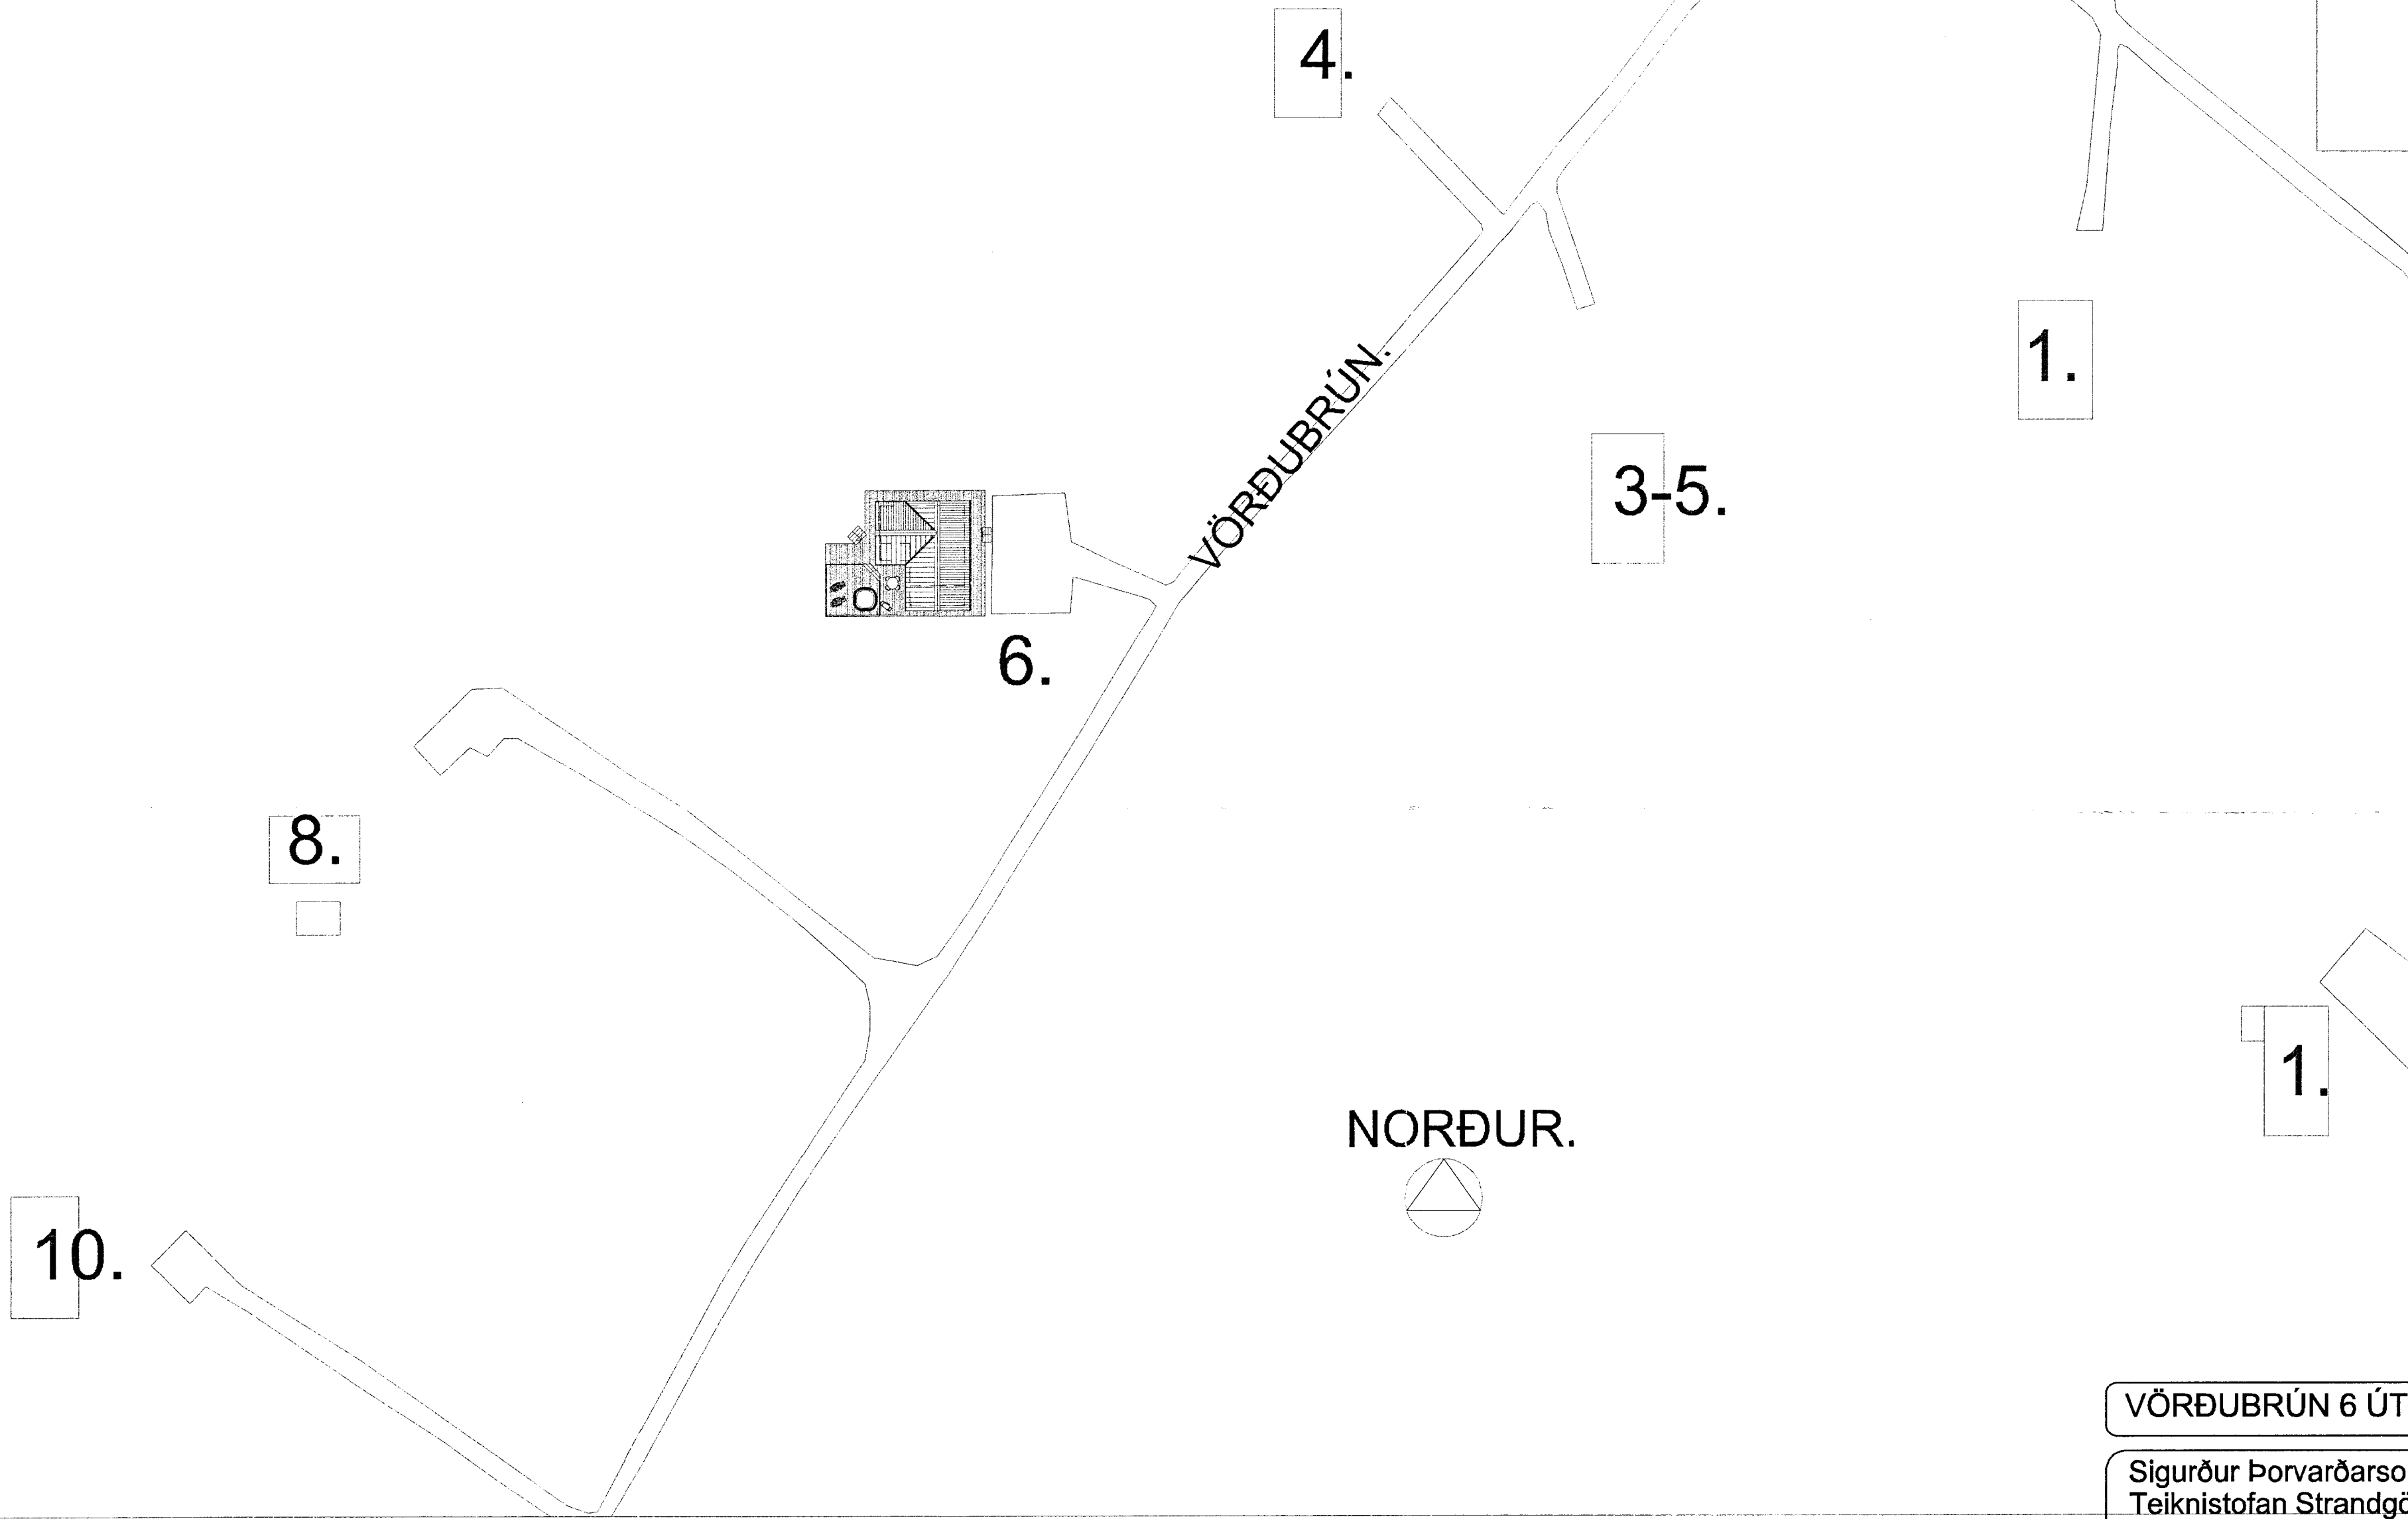 4.
1.
VÖRÐUBRÚN.
3-5.
6.
8.
1.
NORÐUR.
10.
VÖRÐUBRÚN 6 ÚT
Sigurður Þorvarðarso
Teiknistofan Strandgö